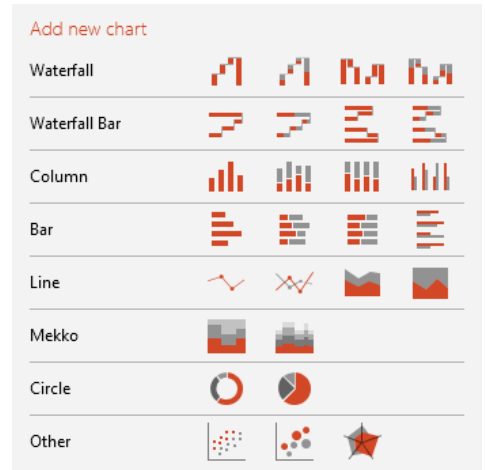 Add new chart
Waterfall
Waterfall Bar
Column
Bar
Line
Mekko
Circle
Other